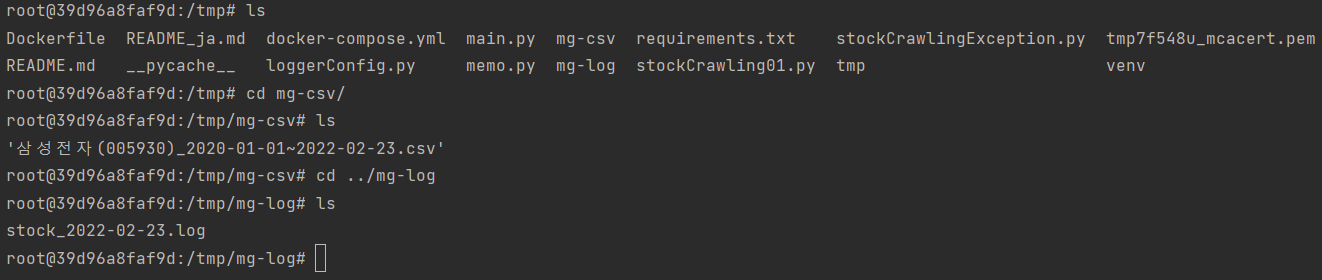 root@39d96a8faf9d:/tmp# ls
Dockerfile  README_ja.md  docker-compose.yml  main.py  mg-csv  requirements.txt    stockCrawlingException.py  tmp7f548u_mcacert.pem
README.md   __pycache__   loggerConfig.py     memo.py  mg-log  stockCrawling01.py  tmp                        venv
root@39d96a8faf9d:/tmp# cd mg-csv/
root@39d96a8faf9d:/tmp/mg-csv# ls
'삼성전자(005930)_2020-01-01~2022-02-23.csv'
root@39d96a8faf9d:/tmp/mg-csv# cd ../mg-log
root@39d96a8faf9d:/tmp/mg-log# ls
stock_2022-02-23.log
root@39d96a8faf9d:/tmp/mg-log#